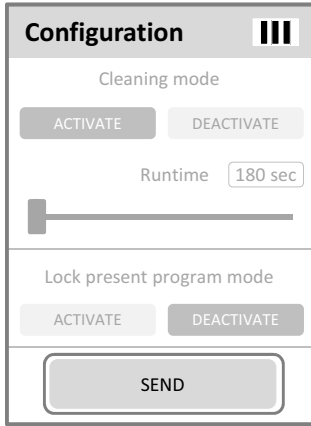 Configuration
Cleaning mode
ACTIVATE DEACTIVATE
Runtime 180 sec
Lock present program mode
ACTIVATE DEACTIVATE
SEND